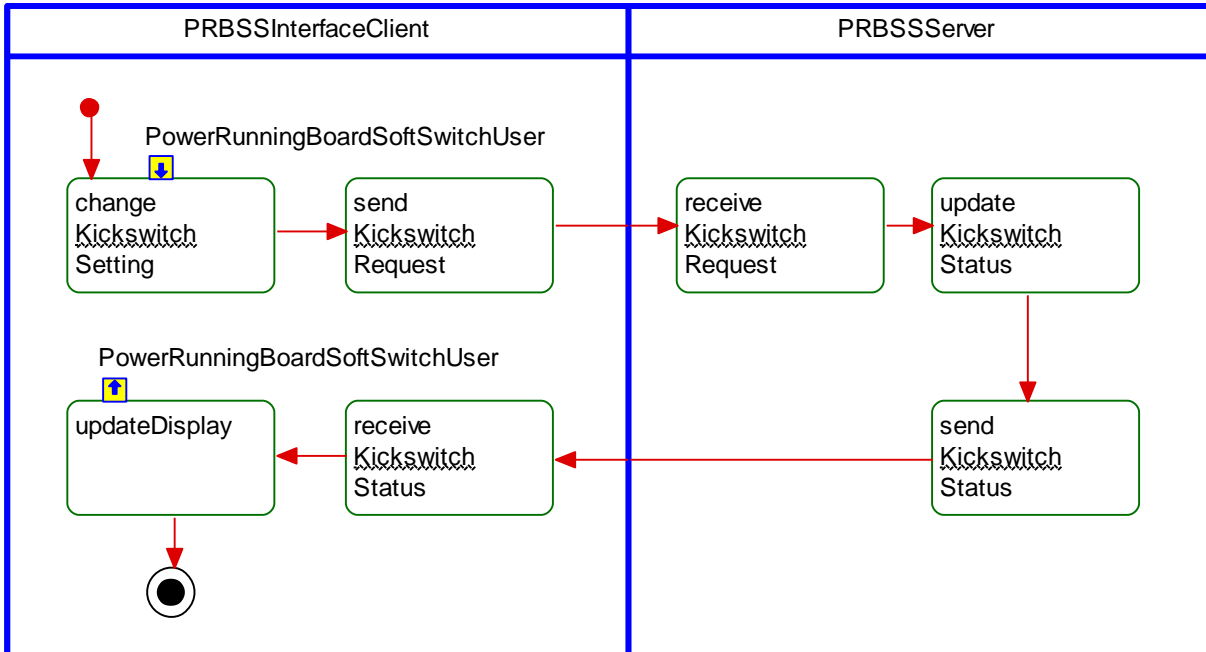 PRBSSInterfaceClient
PRBSSServer
PowerRunningBoardSoftSwitchUser
change
Kickswitch
Setting
send
Kickswitch
Request
receive
Kickswitch
Request
update
Kickswitch
Status
PowerRunningBoardSoftSwitchUser
updateDisplay
receive
Kickswitch
Status
send
Kickswitch
Status